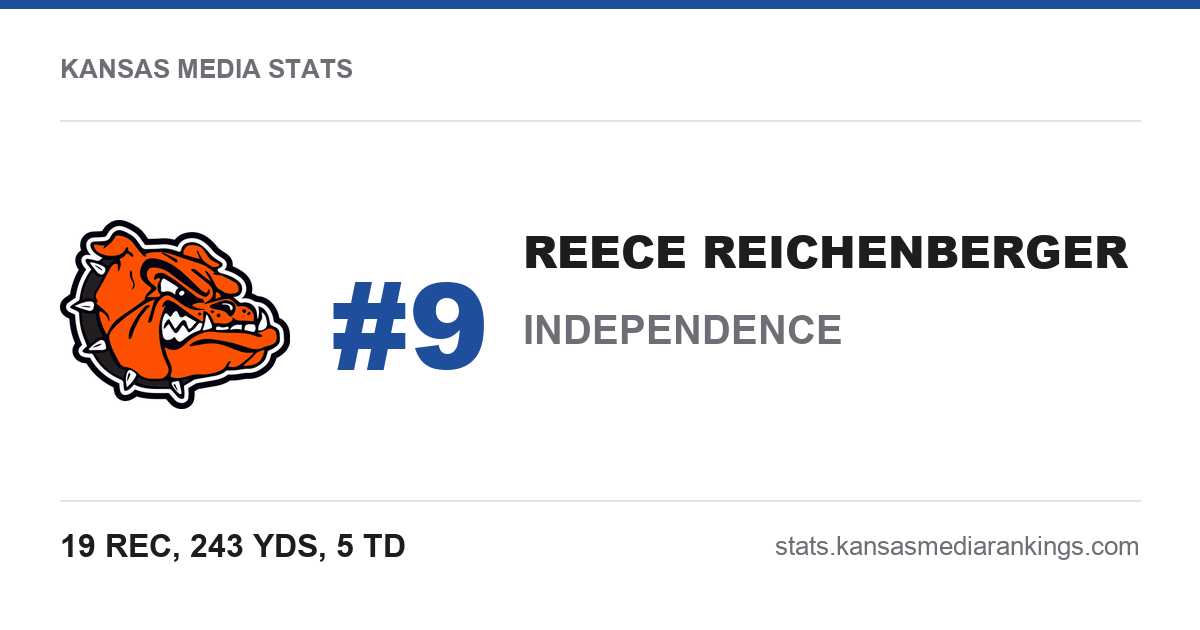 KANSAS MEDIA STATS
#9
REECE REICHENBERGER
INDEPENDENCE
19 REC, 243 YDS, 5 TD
stats.kansasmediarankings.com